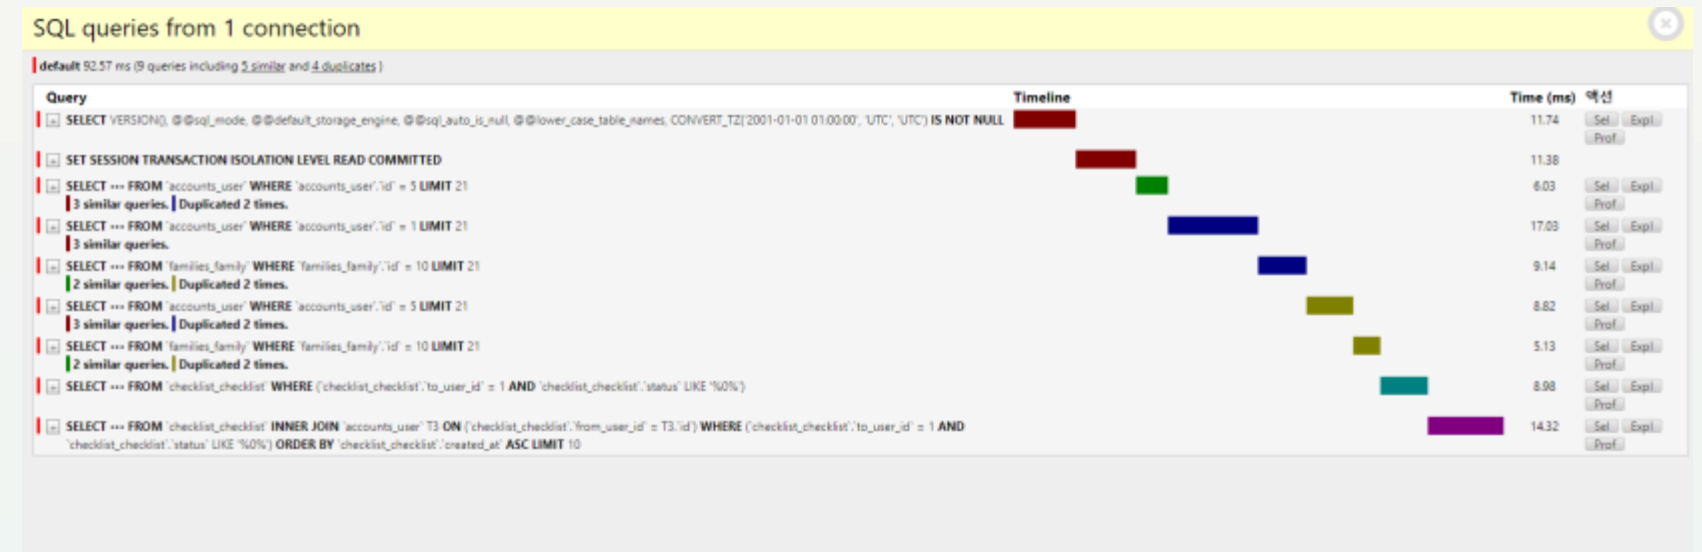 SQL queries from 1 connection
default 92.57 ms (9 queries including 5 similar and 4 duplicates )
Query Timeline Time (ms) 액션
SELECT VERSION(), @@sql_mode, @@default_storage_engine, @@sql_auto_is_null, @@lower_case_table_names, CONVERT_TZ('2001-01-01 01:00:00', 'UTC', 'UTC') IS NOT NULL 11.74 Sel Expl
Prof
SET SESSION TRANSACTION ISOLATION LEVEL READ COMMITTED 11.38
SELECT ••• FROM `accounts_user` WHERE `accounts_user`.`id` = 5 LIMIT 21 6.03 Sel Expl
3 similar queries. Duplicated 2 times. Prof
SELECT ••• FROM `accounts_user` WHERE `accounts_user`.`id` = 1 LIMIT 21 17.03 Sel Expl
3 similar queries. Prof
SELECT ••• FROM `families_family` WHERE `families_family`.`id` = 10 LIMIT 21 9.14 Sel Expl
2 similar queries. Duplicated 2 times. Prof
SELECT ••• FROM `accounts_user` WHERE `accounts_user`.`id` = 5 LIMIT 21 8.82 Sel Expl
3 similar queries. Duplicated 2 times. Prof
SELECT ••• FROM `families_family` WHERE `families_family`.`id` = 10 LIMIT 21 5.13 Sel Expl
2 similar queries. Duplicated 2 times. Prof
SELECT ••• FROM `checklist_checklist` WHERE (`checklist_checklist`.`to_user_id` = 1 AND `checklist_checklist`.`status` LIKE '%0%') 8.98 Sel Expl
Prof
SELECT ••• FROM `checklist_checklist` INNER JOIN `accounts_user` T3 ON (`checklist_checklist`.`from_user_id` = T3.`id`) WHERE (`checklist_checklist`.`to_user_id` = 1 AND 14.32 Sel Expl
`checklist_checklist`.`status` LIKE '%0%') ORDER BY `checklist_checklist`.`created_at` ASC LIMIT 10 Prof